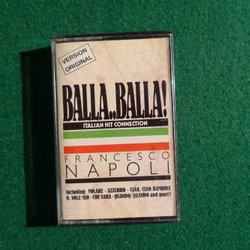 VERSION
ORIGINAL
BALLA..BALLA!
ITALIAN HIT CONNECTION
FRANCESCO
NAPOLI
Including: VOLARE - AZZURRO - CIAO, CIAO BAMBINA
O, SOLE MIO - CHE SARA - QUANDO, QUANDO and more!